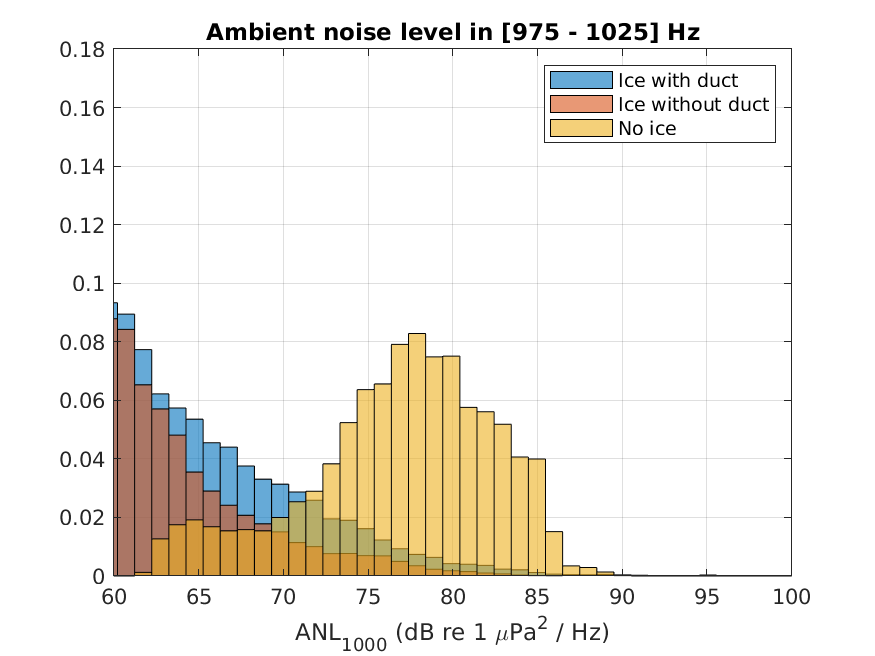 Ambient noise level in [975 - 1025] Hz
0.18
0.16
0.14
0.12
0.1
0.08
0.06
0.04
0.02
0
Ice with duct
Ice without duct
No ice
60 65 70 75 80 85 90 95 100
ANL₁₀₀₀ (dB re 1 μPa² / Hz)